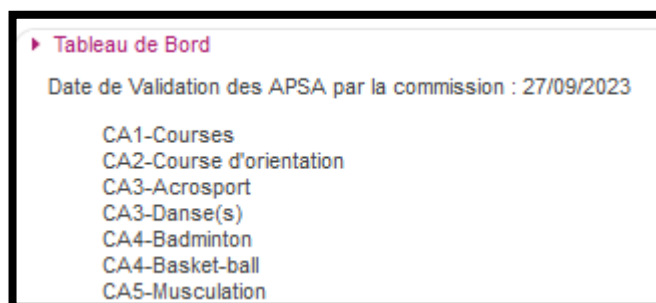 Tableau de Bord
Date de Validation des APSA par la commission : 27/09/2023
CA1-Courses
CA2-Course d'orientation
CA3-Acrosport
CA3-Danse(s)
CA4-Badminton
CA4-Basket-ball
CA5-Musculation